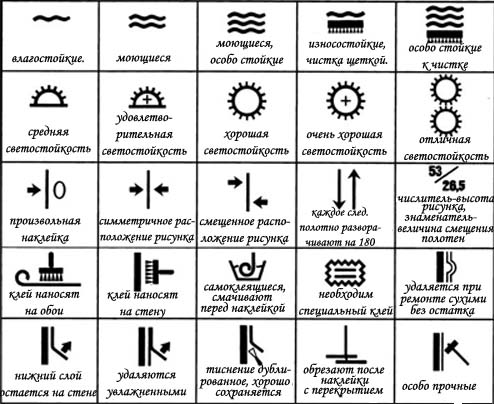 влагостойкие.
моющиеся
моющиеся,
особо стойкие
износостойкие,
чистка щеткой.
особо стойкие
к чистке
средняя
светостойкость
удовлетво-
рительная
светостойкость
хорошая
светостойкость
очень хорошая
светостойкость
отличная
светостойкость
произвольная
наклейка
симметричное рас-
положение рисунка
смещенное распо-
ложение рисунка
каждое след.
полотно развора-
чивают на 180
53/
26,5
числитель-высота
рисунка,
знаменатель-
величина смещения
полотен
клей наносят
на обои
клей наносят
на стену
самоклеящиеся,
смачивают
перед наклейкой
необходим
специальный клей
удаляется при
ремонте сухими
без остатка
нижний слой
остается на стене
удаляются
увлажненными
тиснение дубли-
рованное, хорошо
сохраняется
обрезают после
наклейки
с перекрытием
особо прочные